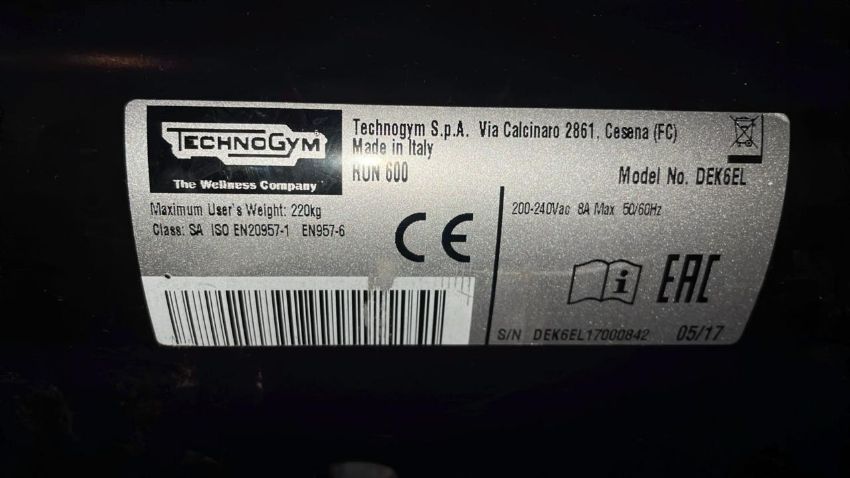 TECHNOGYM
The Wellness Company
Technogym S.p.A. Via Calcinaro 2861, Cesena (FC)
Made in Italy
RUN 600
Model No. DEK6EL
Maximum User's Weight: 220kg
Class: SA ISO EN20957-1 EN957-6
CE
200-240Vac 8A Max 50/60Hz
i
EAC
S/N DEK6EL17000842 05/17